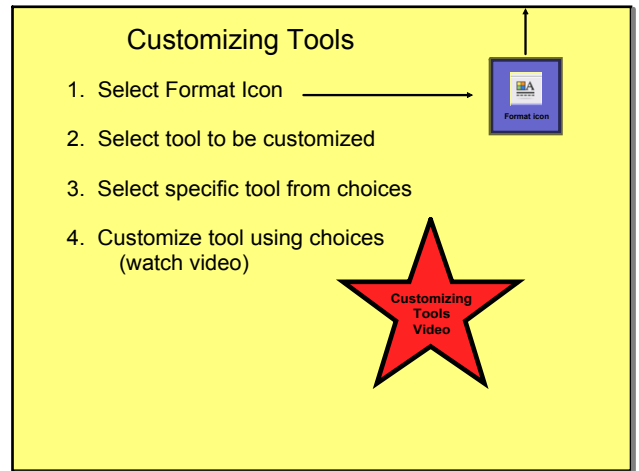 Customizing Tools
1. Select Format Icon
A
Format icon
2. Select tool to be customized
3. Select specific tool from choices
4. Customize tool using choices
(watch video)
Customizing
Tools
Video